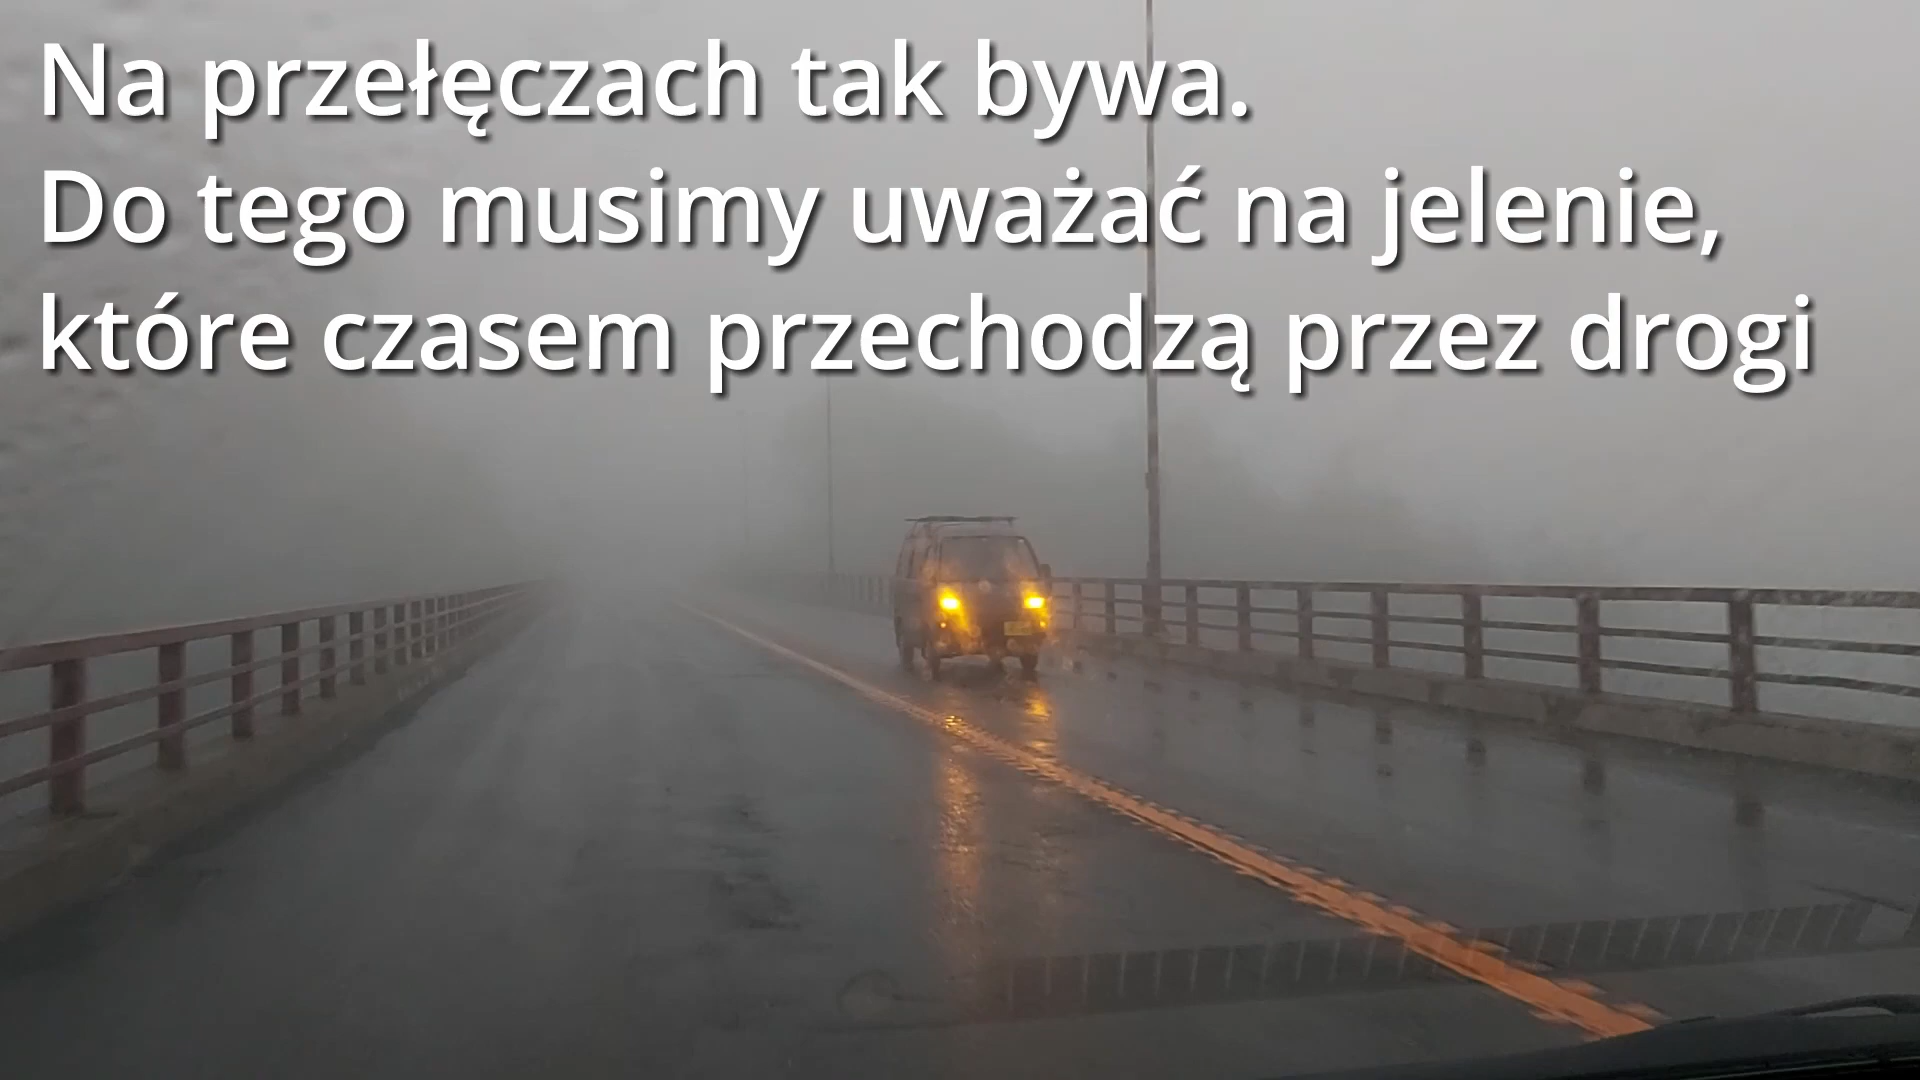 Na przełęczach tak bywa.
Do tego musimy uważać na jelenie,
które czasem przechodzą przez drogi